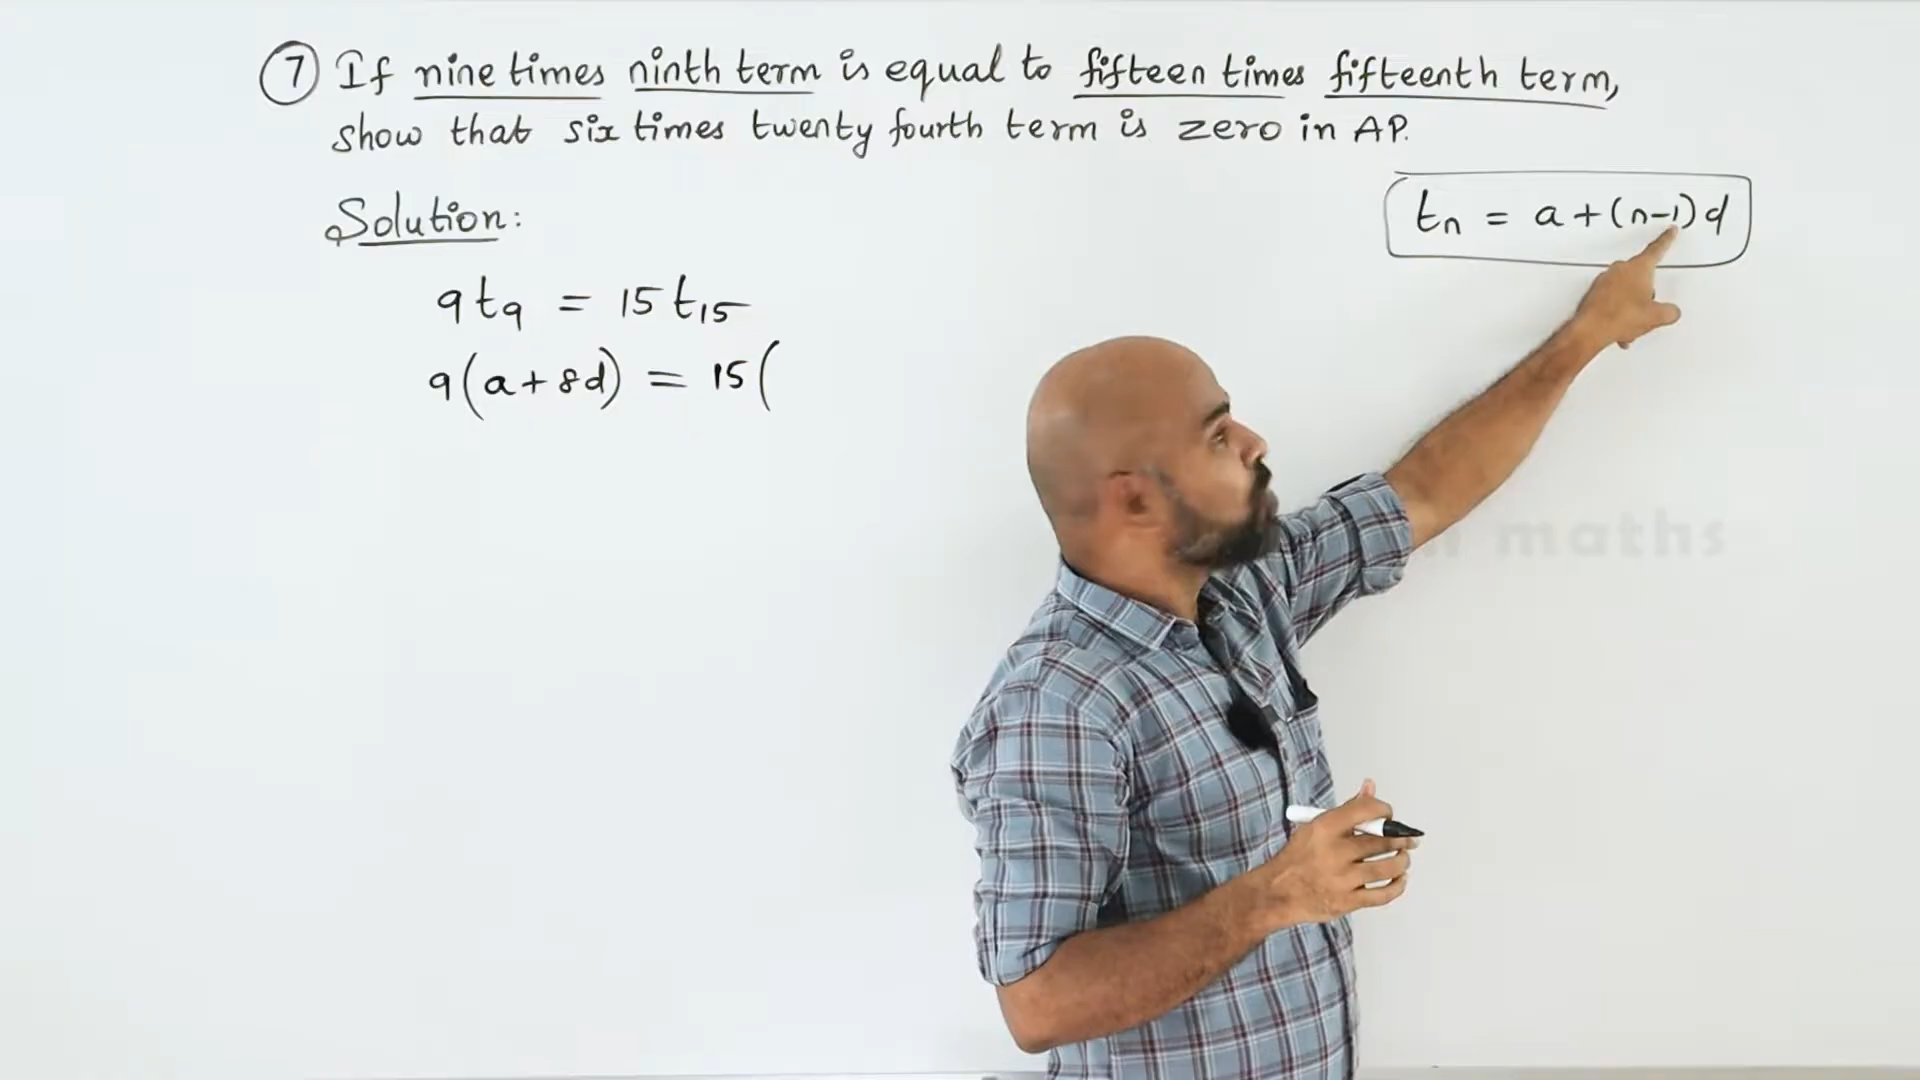 7 If nine times ninth term is equal to fifteen times fifteenth term,
show that six times twenty fourth term is zero in AP.
Solution:
tn = a+(n-1)d
9t9 = 15t15
9(a+8d) = 15(
maths